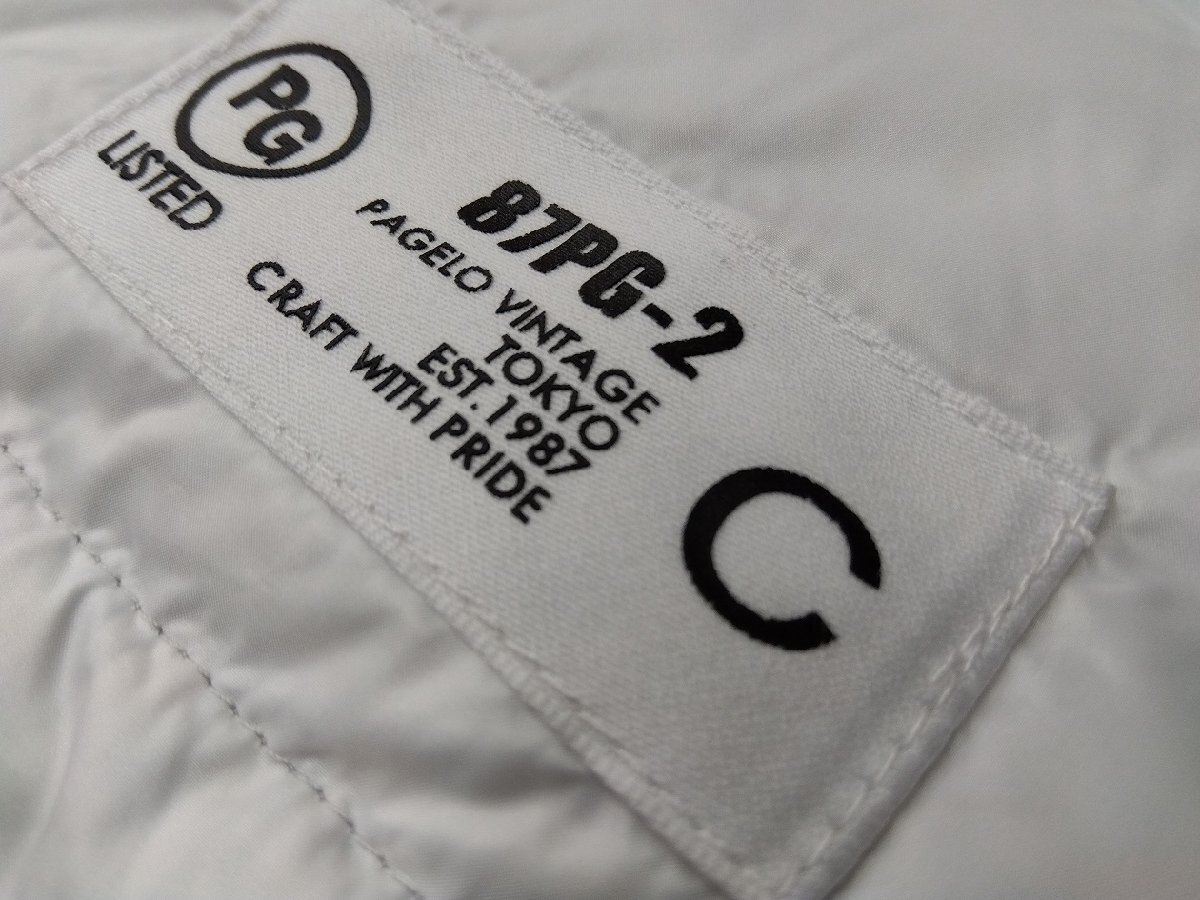 PG
LISTED
87PG-2
PAGELO VINTAGE
TOKYO
EST.1987
CRAFT WITH PRIDE
C